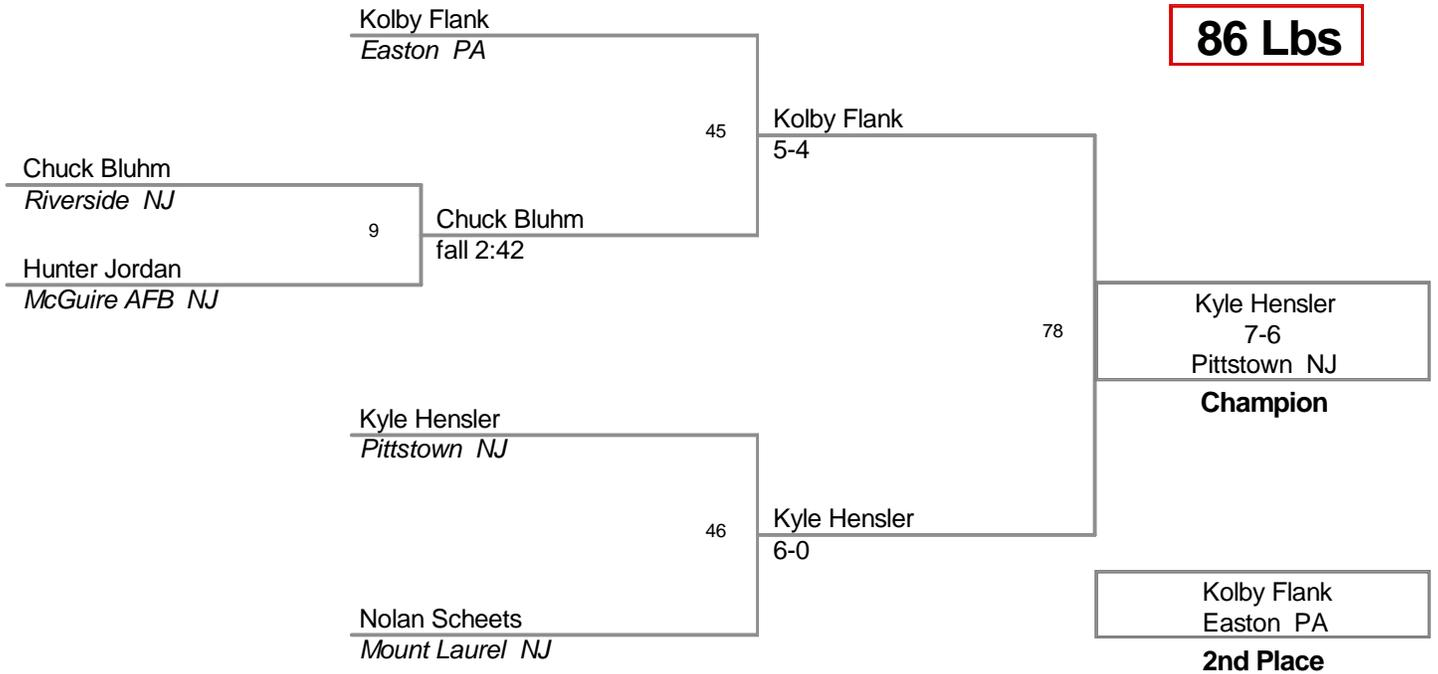 Kolby Flank
Easton PA
86 Lbs
45
Kolby Flank
5-4
Chuck Bluhm
Riverside NJ
9
Chuck Bluhm
fall 2:42
Hunter Jordan
McGuire AFB NJ
78
Kyle Hensler
7-6
Pittstown NJ
Champion
Kyle Hensler
Pittstown NJ
46
Kyle Hensler
6-0
Nolan Scheets
Mount Laurel NJ
Kolby Flank
Easton PA
2nd Place